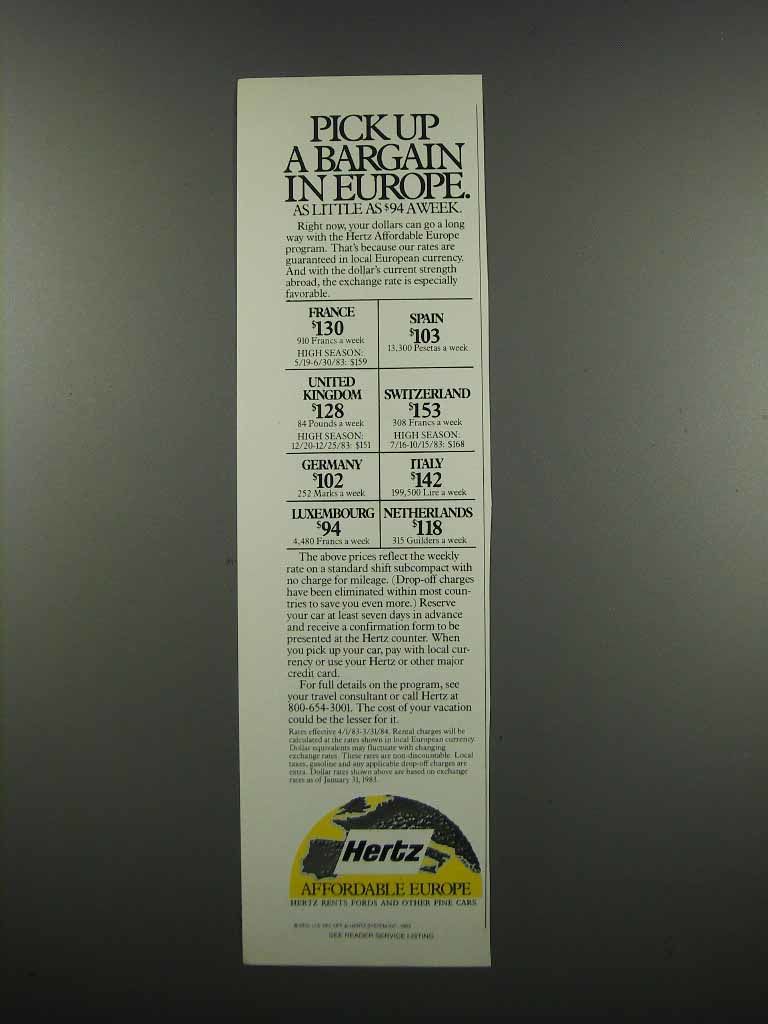 PICK UP
A BARGAIN
IN EUROPE.
AS LITTLE AS $94 A WEEK.
Right now, your dollars can go a long
way with the Hertz Affordable Europe
program. That's because our rates are
guaranteed in local European currency.
And with the dollar's current strength
abroad, the exchange rate is especially
favorable.
FRANCE
$130
910 Francs a week
HIGH SEASON:
5/19-6/30/83: $159
SPAIN
$103
13,300 Pesetas a week
UNITED
KINGDOM
$128
84 Pounds a week
HIGH SEASON:
12/20-12/25/83: $151
SWITZERLAND
$153
308 Francs a week
HIGH SEASON:
7/16-10/15/83: $168
GERMANY
$102
252 Marks a week
ITALY
$142
199,500 Lire a week
LUXEMBOURG
$94
4,480 Francs a week
NETHERLANDS
$118
315 Guilders a week
The above prices reflect the weekly
rate on a standard shift subcompact with
no charge for mileage. (Drop-off charges
have been eliminated within most coun-
tries to save you even more.) Reserve
your car at least seven days in advance
and receive a confirmation form to be
presented at the Hertz counter. When
you pick up your car, pay with local cur-
rency or use your Hertz or other major
credit card.
For full details on the program, see
your travel consultant or call Hertz at
800-654-3001. The cost of your vacation
could be the lesser for it.
Rates effective 4/1/83-3/31/84. Rental charges will be
calculated at the rates shown in local European currency.
Dollar equivalents may fluctuate with changing
exchange rates. These rates are non-discountable. Local
taxes, gasoline and any applicable drop-off charges are
extra. Dollar rates shown above are based on exchange
rates as of January 31, 1983.
Hertz
AFFORDABLE EUROPE
HERTZ RENTS FORDS AND OTHER FINE CARS
SEE READER SERVICE LISTING